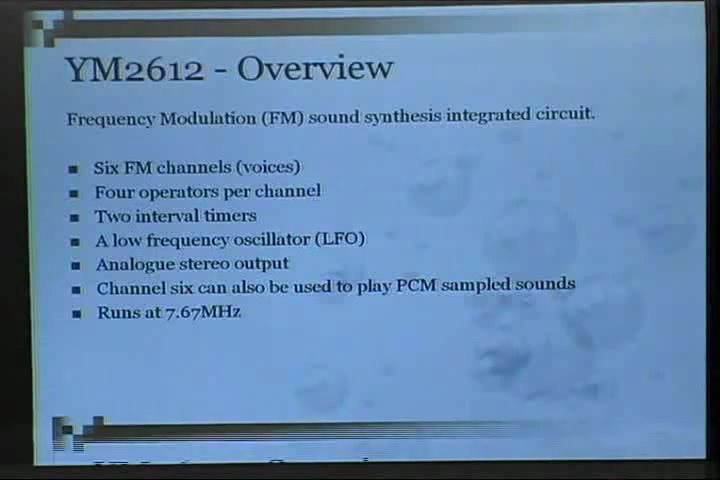 YM2612 - Overview
Frequency Modulation (FM) sound synthesis integrated circuit.
Six FM channels (voices)
Four operators per channel
Two interval timers
A low frequency oscillator (LFO)
Analogue stereo output
Channel six can also be used to play PCM sampled sounds
Runs at 7.67MHz